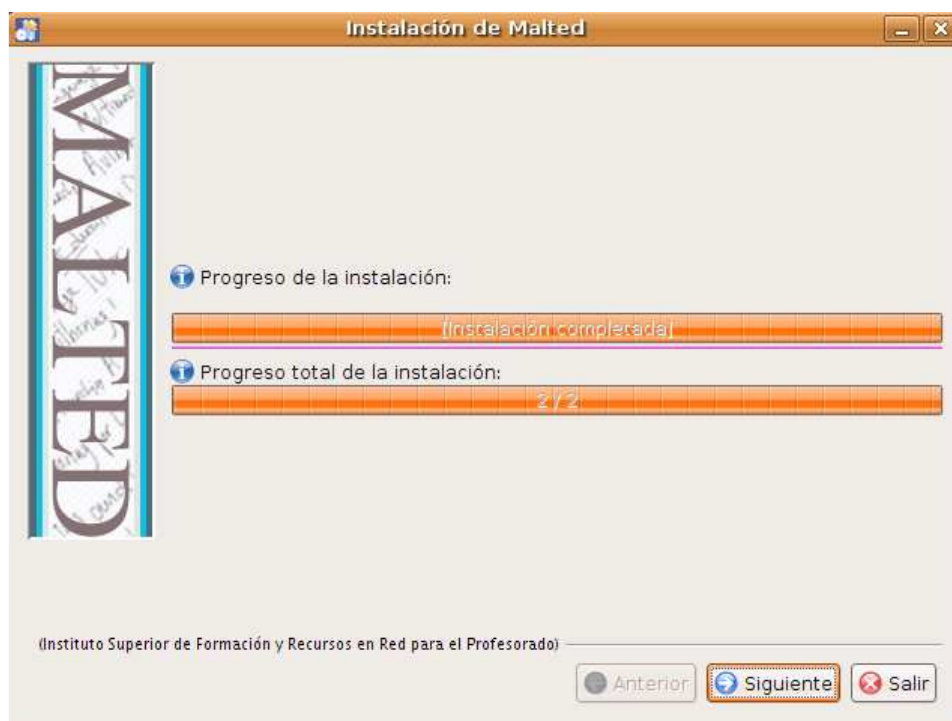 Instalación de Malted
MALTED
Progreso de la instalación:
[Instalación completada]
Progreso total de la instalación:
2 / 2
(Instituto Superior de Formación y Recursos en Red para el Profesorado)
Anterior
Siguiente
Salir